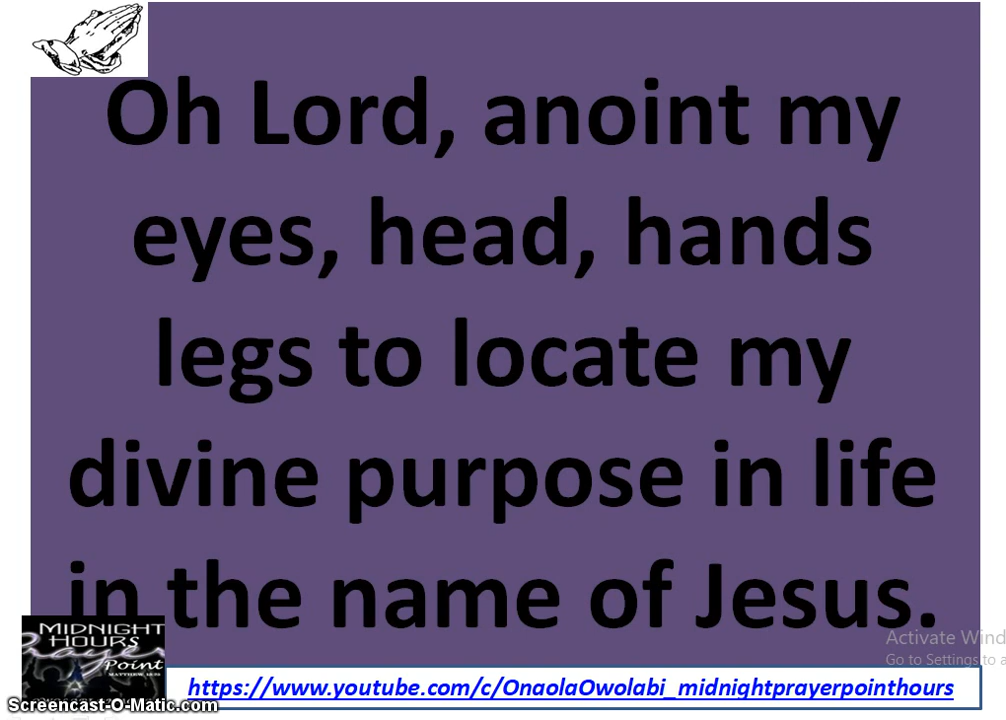 Oh Lord, anoint my
eyes, head, hands
legs to locate my
divine purpose in life
in the name of Jesus.
MIDNIGHT
HOURS
Point
Activate Wind
Go to Settings to a
https://www.youtube.com/c/OnaolaOwolabi_midnightprayerpointhours
Screencast-O-Matic.com